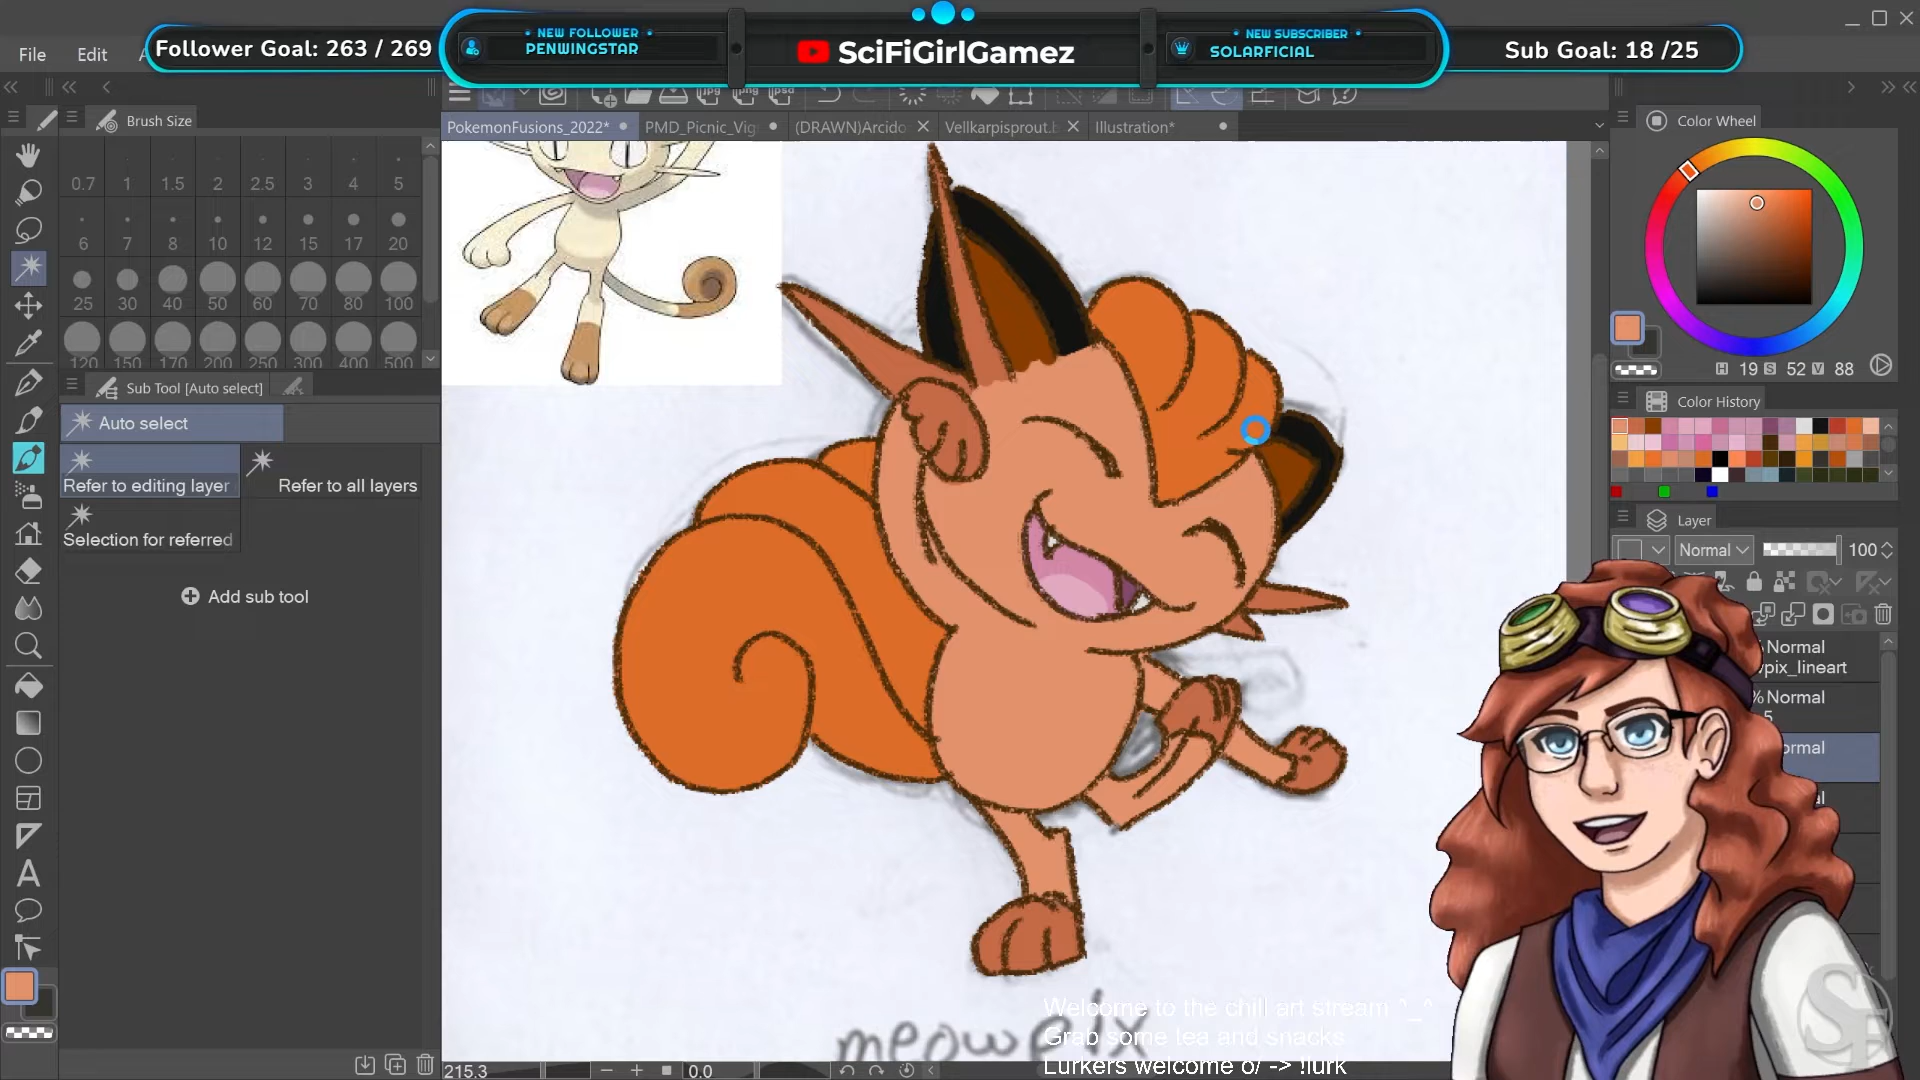 Follower Goal: 263 / 269
NEW FOLLOWER
PENWINGSTAR
SciFiGirlGamez
NEW SUBSCRIBER
SOLARFICIAL
Sub Goal: 18 /25
File Edit
Brush Size
PokemonFusions_2022*
PMD_Picnic_Vig
(DRAWN)Arcido
Vellkarpisprout.
Illustration*
Color Wheel
0.7 1 1.5 2 2.5 3 4 5
6 7 8 10 12 15 17 20
25 30 40 50 60 70 80 100
120 150 170 200 250 300 400 500
H 19 S 52 V 88
Sub Tool [Auto select]
Color History
Auto select
Refer to editing layer
Refer to all layers
Selection for referred
Add sub tool
Layer
Normal 100
% Normal
pix_lineart
% Normal
5
ormal
Welcome to the chill art stream ^_^
Grab some tea and snacks
Lurkers welcome o/ -> !lurk
215.3
0.0
SF